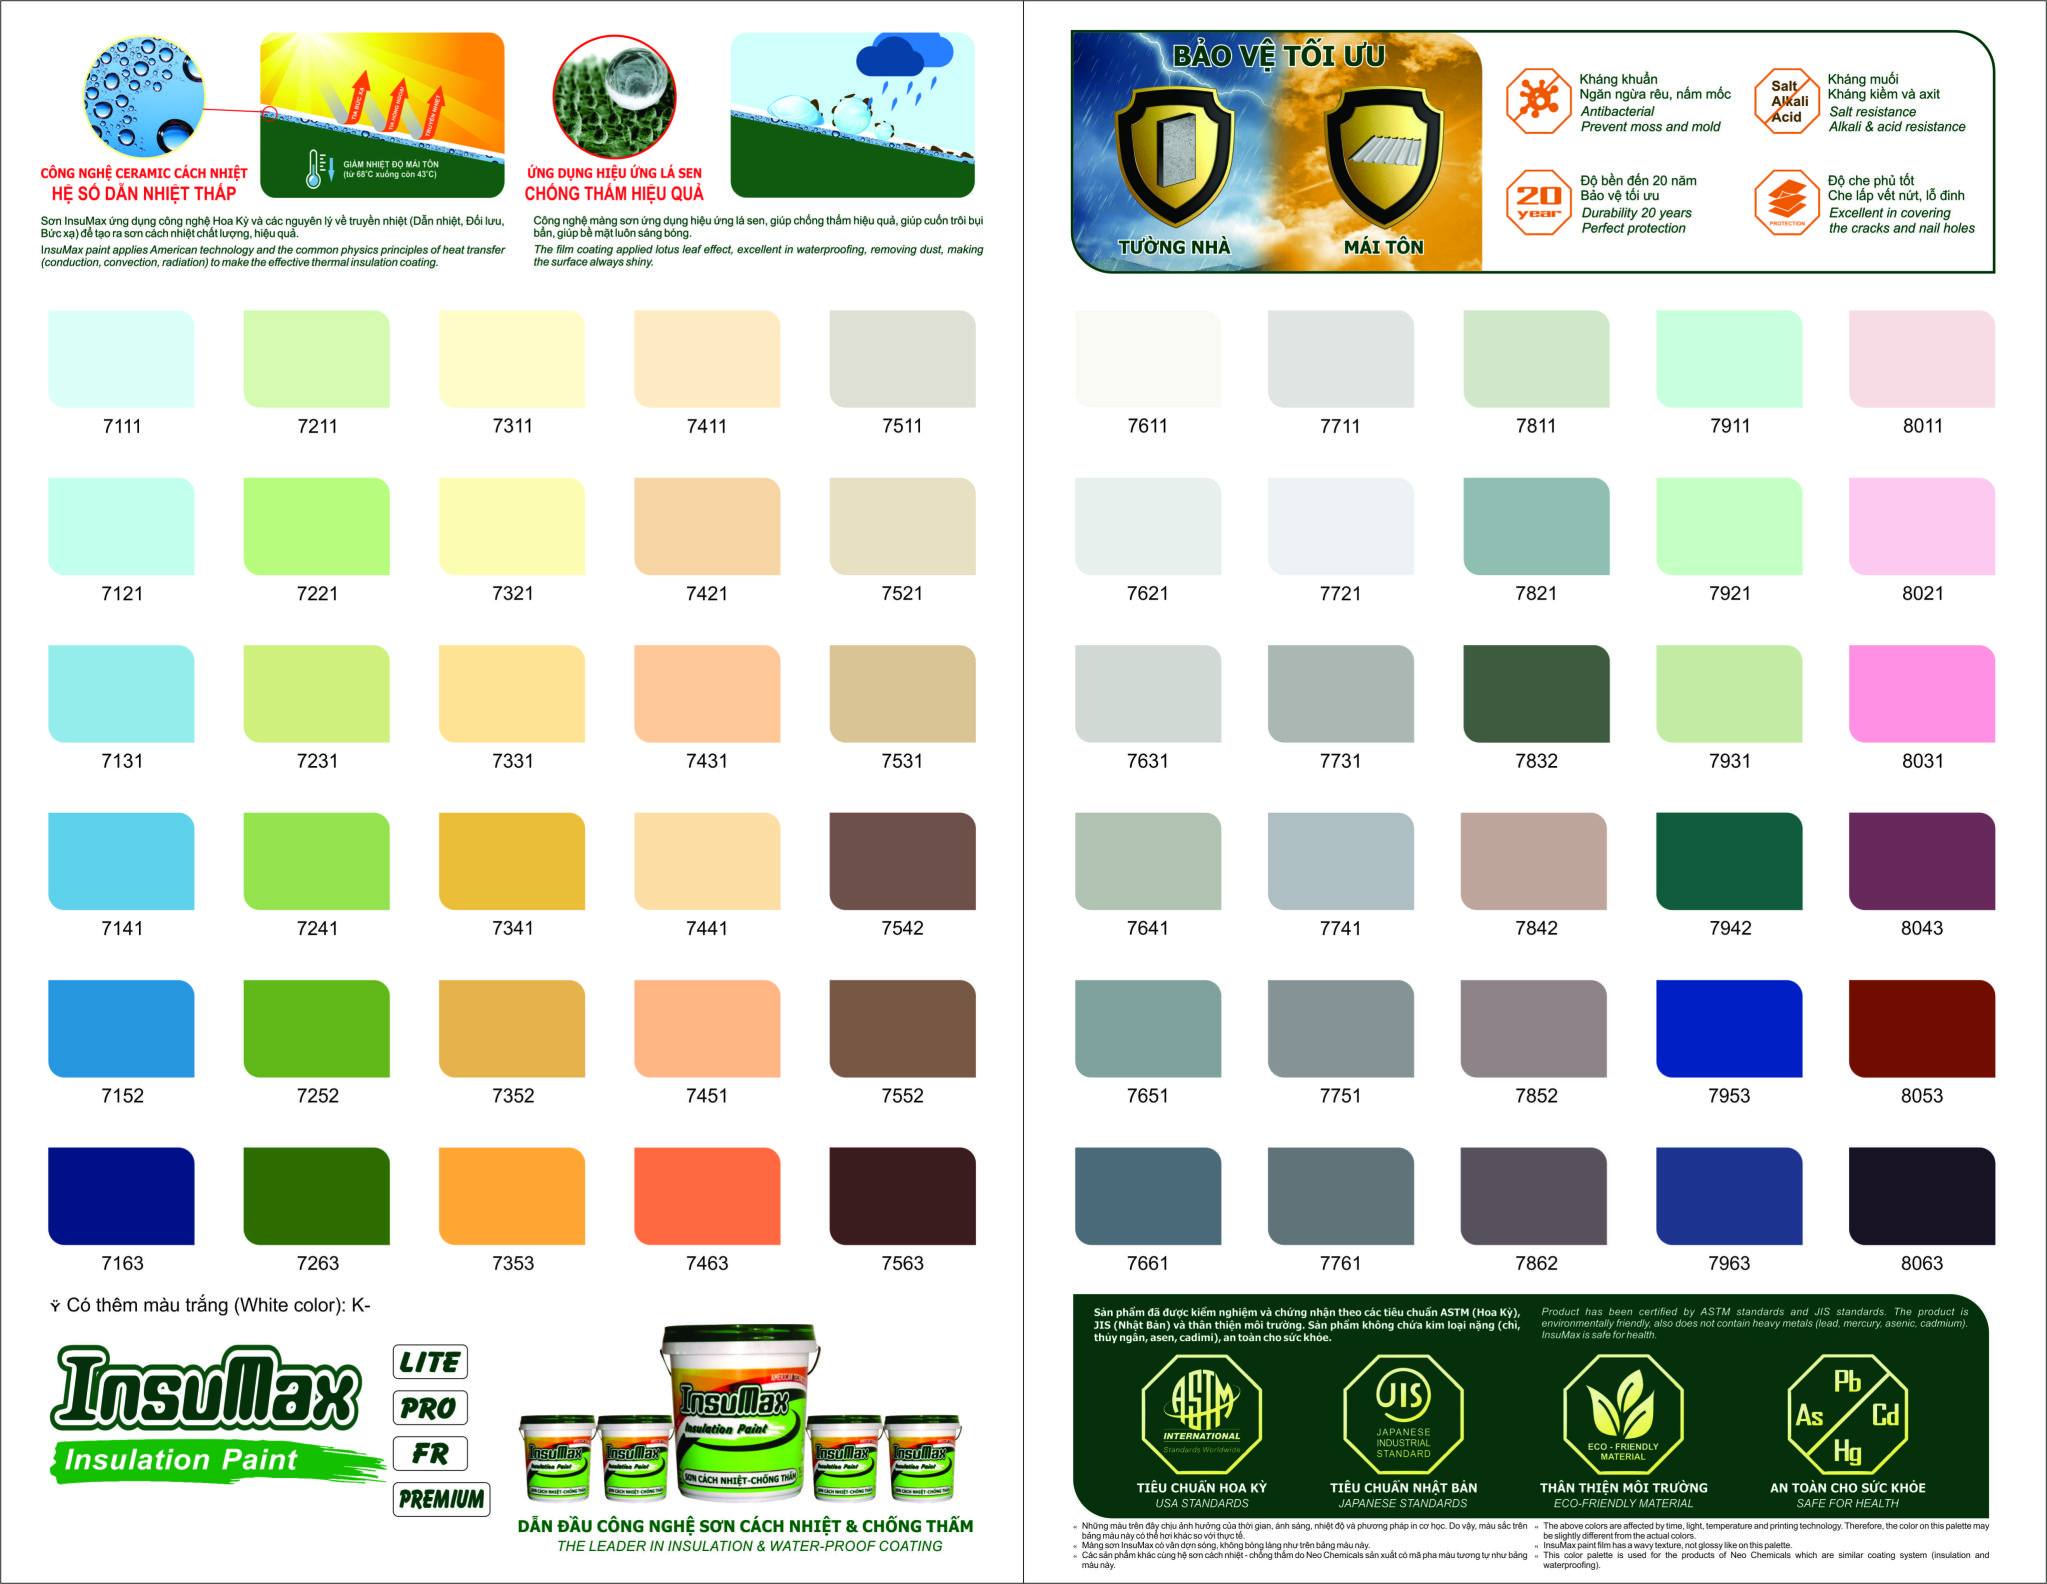 TIA BỨC XẠ
TIA HỒNG NGOẠI
TRUYỀN NHIỆT
GIẢM NHIỆT ĐỘ MÁI TÔN
(từ 68°C xuống còn 43°C)
CÔNG NGHỆ CERAMIC CÁCH NHIỆT
HỆ SỐ DẪN NHIỆT THẤP
Sơn InsuMax ứng dụng công nghệ Hoa Kỳ và các nguyên lý về truyền nhiệt (Dẫn nhiệt, Đối lưu,
Bức xạ) để tạo ra sơn cách nhiệt chất lượng, hiệu quả.
InsuMax paint applies American technology and the common physics principles of heat transfer
(conduction, convection, radiation) to make the effective thermal insulation coating.
ỨNG DỤNG HIỆU ỨNG LÁ SEN
CHỐNG THẤM HIỆU QUẢ
Công nghệ màng sơn ứng dụng hiệu ứng lá sen, giúp chống thấm hiệu quả, giúp cuốn trôi bụi
bẩn, giúp bề mặt luôn sáng bóng.
The film coating applied lotus leaf effect, excellent in waterproofing, removing dust, making
the surface always shiny.
7111 7211 7311 7411 7511
7121 7221 7321 7421 7521
7131 7231 7331 7431 7531
7141 7241 7341 7441 7542
7152 7252 7352 7451 7552
7163 7263 7353 7463 7563
Ÿ Có thêm màu trắng (White color): K-
InsuMax
Insulation Paint
LITE
PRO
FR
PREMIUM
InsuMax
Insulation Paint
SƠN CÁCH NHIỆT-CHỐNG THẤM
DẪN ĐẦU CÔNG NGHỆ SƠN CÁCH NHIỆT & CHỐNG THẤM
THE LEADER IN INSULATION & WATER-PROOF COATING
BẢO VỆ TỐI ƯU
TƯỜNG NHÀ
MÁI TÔN
Kháng khuẩn
Ngăn ngừa rêu, nấm mốc
Antibacterial
Prevent moss and mold
Salt
Alkali
Acid
Kháng muối
Kháng kiềm và axit
Salt resistance
Alkali & acid resistance
20
year
Độ bền đến 20 năm
Bảo vệ tối ưu
Durability 20 years
Perfect protection
PROTECTION
Độ che phủ tốt
Che lấp vết nứt, lỗ đinh
Excellent in covering
the cracks and nail holes
7611 7711 7811 7911 8011
7621 7721 7821 7921 8021
7631 7731 7832 7931 8031
7641 7741 7842 7942 8043
7651 7751 7852 7953 8053
7661 7761 7862 7963 8063
Sản phẩm đã được kiểm nghiệm và chứng nhận theo các tiêu chuẩn ASTM (Hoa Kỳ),
JIS (Nhật Bản) và thân thiện môi trường. Sản phẩm không chứa kim loại nặng (chì,
thủy ngân, asen, cadimi), an toàn cho sức khỏe.
Product has been certified by ASTM standards and JIS standards. The product is
environmentally friendly, also does not contain heavy metals (lead, mercury, asenic, cadmium).
InsuMax is safe for health.
ASTM
INTERNATIONAL
Standards Worldwide
TIÊU CHUẨN HOA KỲ
USA STANDARDS
JIS
JAPANESE
INDUSTRIAL
STANDARD
TIÊU CHUẨN NHẬT BẢN
JAPANESE STANDARDS
ECO - FRIENDLY
MATERIAL
THÂN THIỆN MÔI TRƯỜNG
ECO-FRIENDLY MATERIAL
Pb
As Cd
Hg
AN TOÀN CHO SỨC KHỎE
SAFE FOR HEALTH
Những màu trên đây chịu ảnh hưởng của thời gian, ánh sáng, nhiệt độ và phương pháp in cơ học. Do vậy, màu sắc trên
bảng màu này có thể hơi khác so với thực tế.
Màng sơn InsuMax có vân dợn sóng, không bóng láng như trên bảng màu này.
Các sản phẩm khác cùng hệ sơn cách nhiệt - chống thấm do Neo Chemicals sản xuất có mã pha màu tương tự như bảng
màu này.
The above colors are affected by time, light, temperature and printing technology. Therefore, the color on this palette may
be slightly different from the actual colors.
InsuMax paint film has a wavy texture, not glossy like on this palette.
This color palette is used for the products of Neo Chemicals which are similar coating system (insulation and
waterproofing).